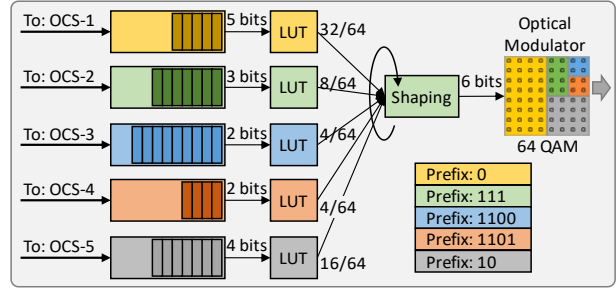 To: OCS-1
5 bits
LUT
32/64
To: OCS-2
3 bits
LUT
8/64
To: OCS-3
2 bits
LUT
4/64
To: OCS-4
2 bits
LUT
4/64
To: OCS-5
4 bits
LUT
16/64
Shaping
6 bits
Optical
Modulator
64 QAM
Prefix: 0
Prefix: 111
Prefix: 1100
Prefix: 1101
Prefix: 10